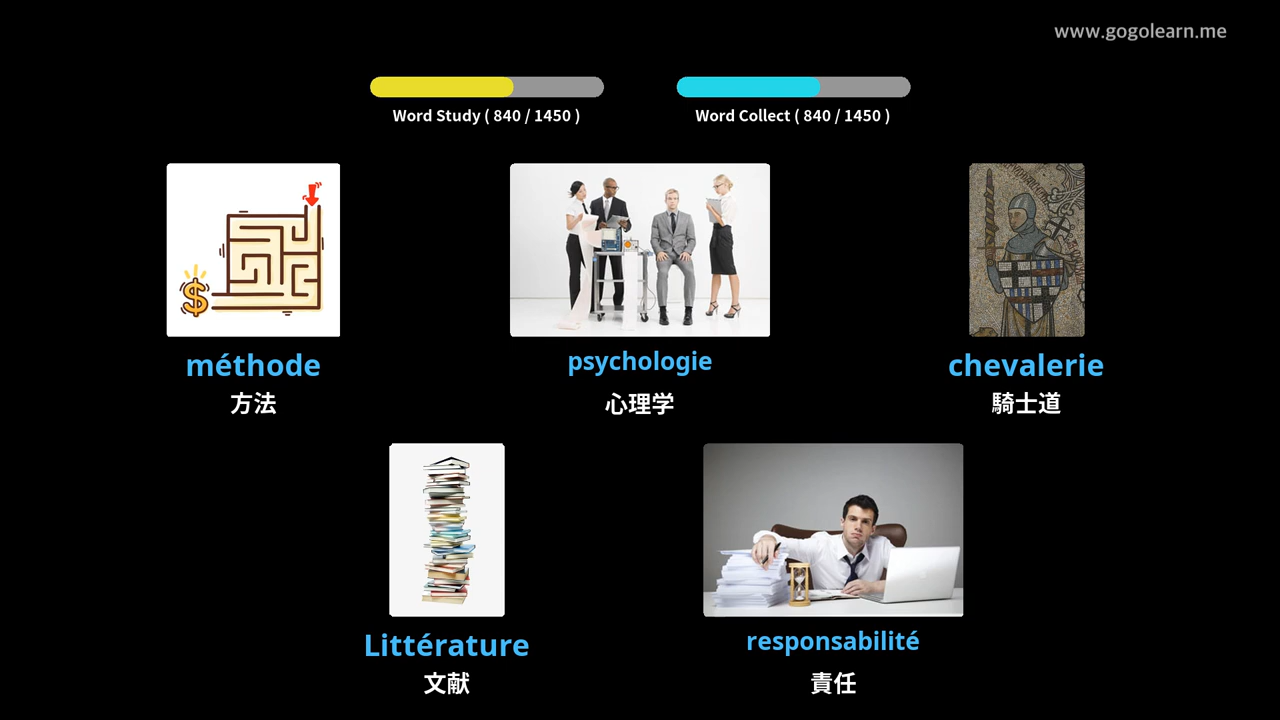 www.gogolearn.me
Word Study ( 840 / 1450 )
Word Collect ( 840 / 1450 )
méthode
方法
psychologie
心理学
chevalerie
騎士道
Littérature
文献
responsabilité
責任